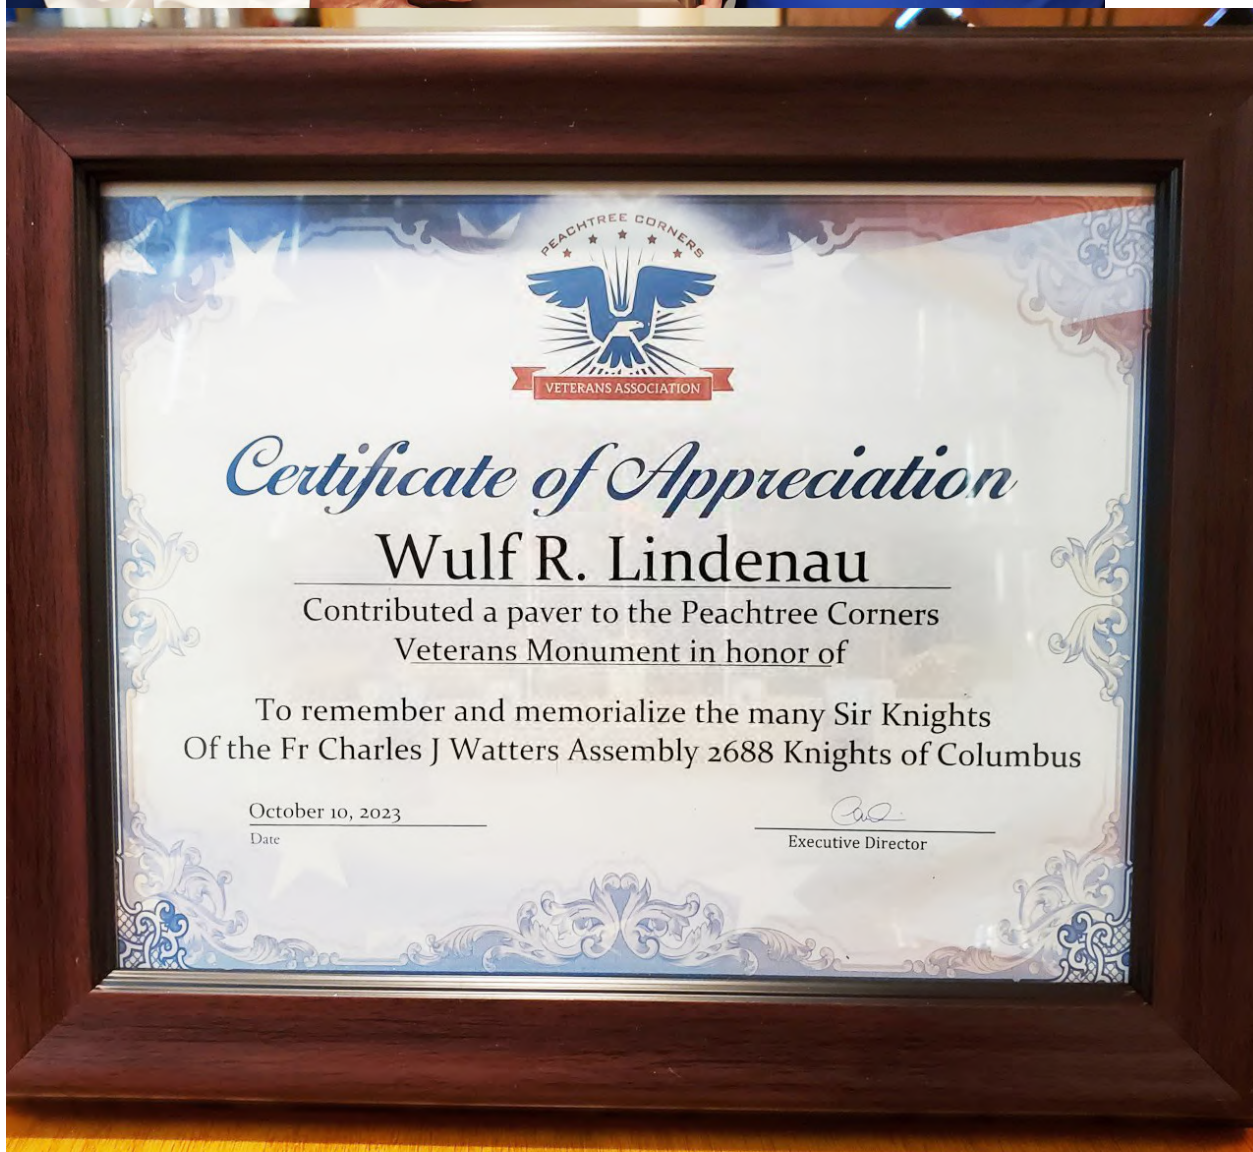 PEACHTREE CORNERS
VETERANS ASSOCIATION
Certificate of Appreciation
Wulf R. Lindenau
Contributed a paver to the Peachtree Corners
Veterans Monument in honor of
To remember and memorialize the many Sir Knights
Of the Fr Charles J Watters Assembly 2688 Knights of Columbus
October 10, 2023
Date
Executive Director